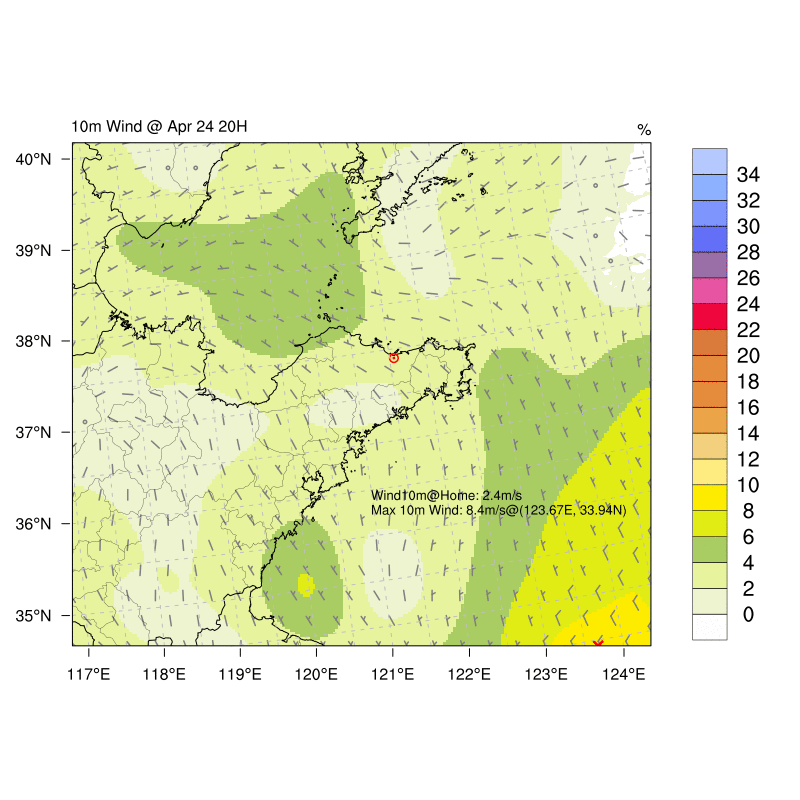 10m Wind @ Apr 24 20H
%
40°N
39°N
38°N
37°N
36°N
35°N
Wind10m@Home: 2.4m/s
Max 10m Wind: 8.4m/s@(123.67E, 33.94N)
117°E 118°E 119°E 120°E 121°E 122°E 123°E 124°E
34
32
30
28
26
24
22
20
18
16
14
12
10
8
6
4
2
0